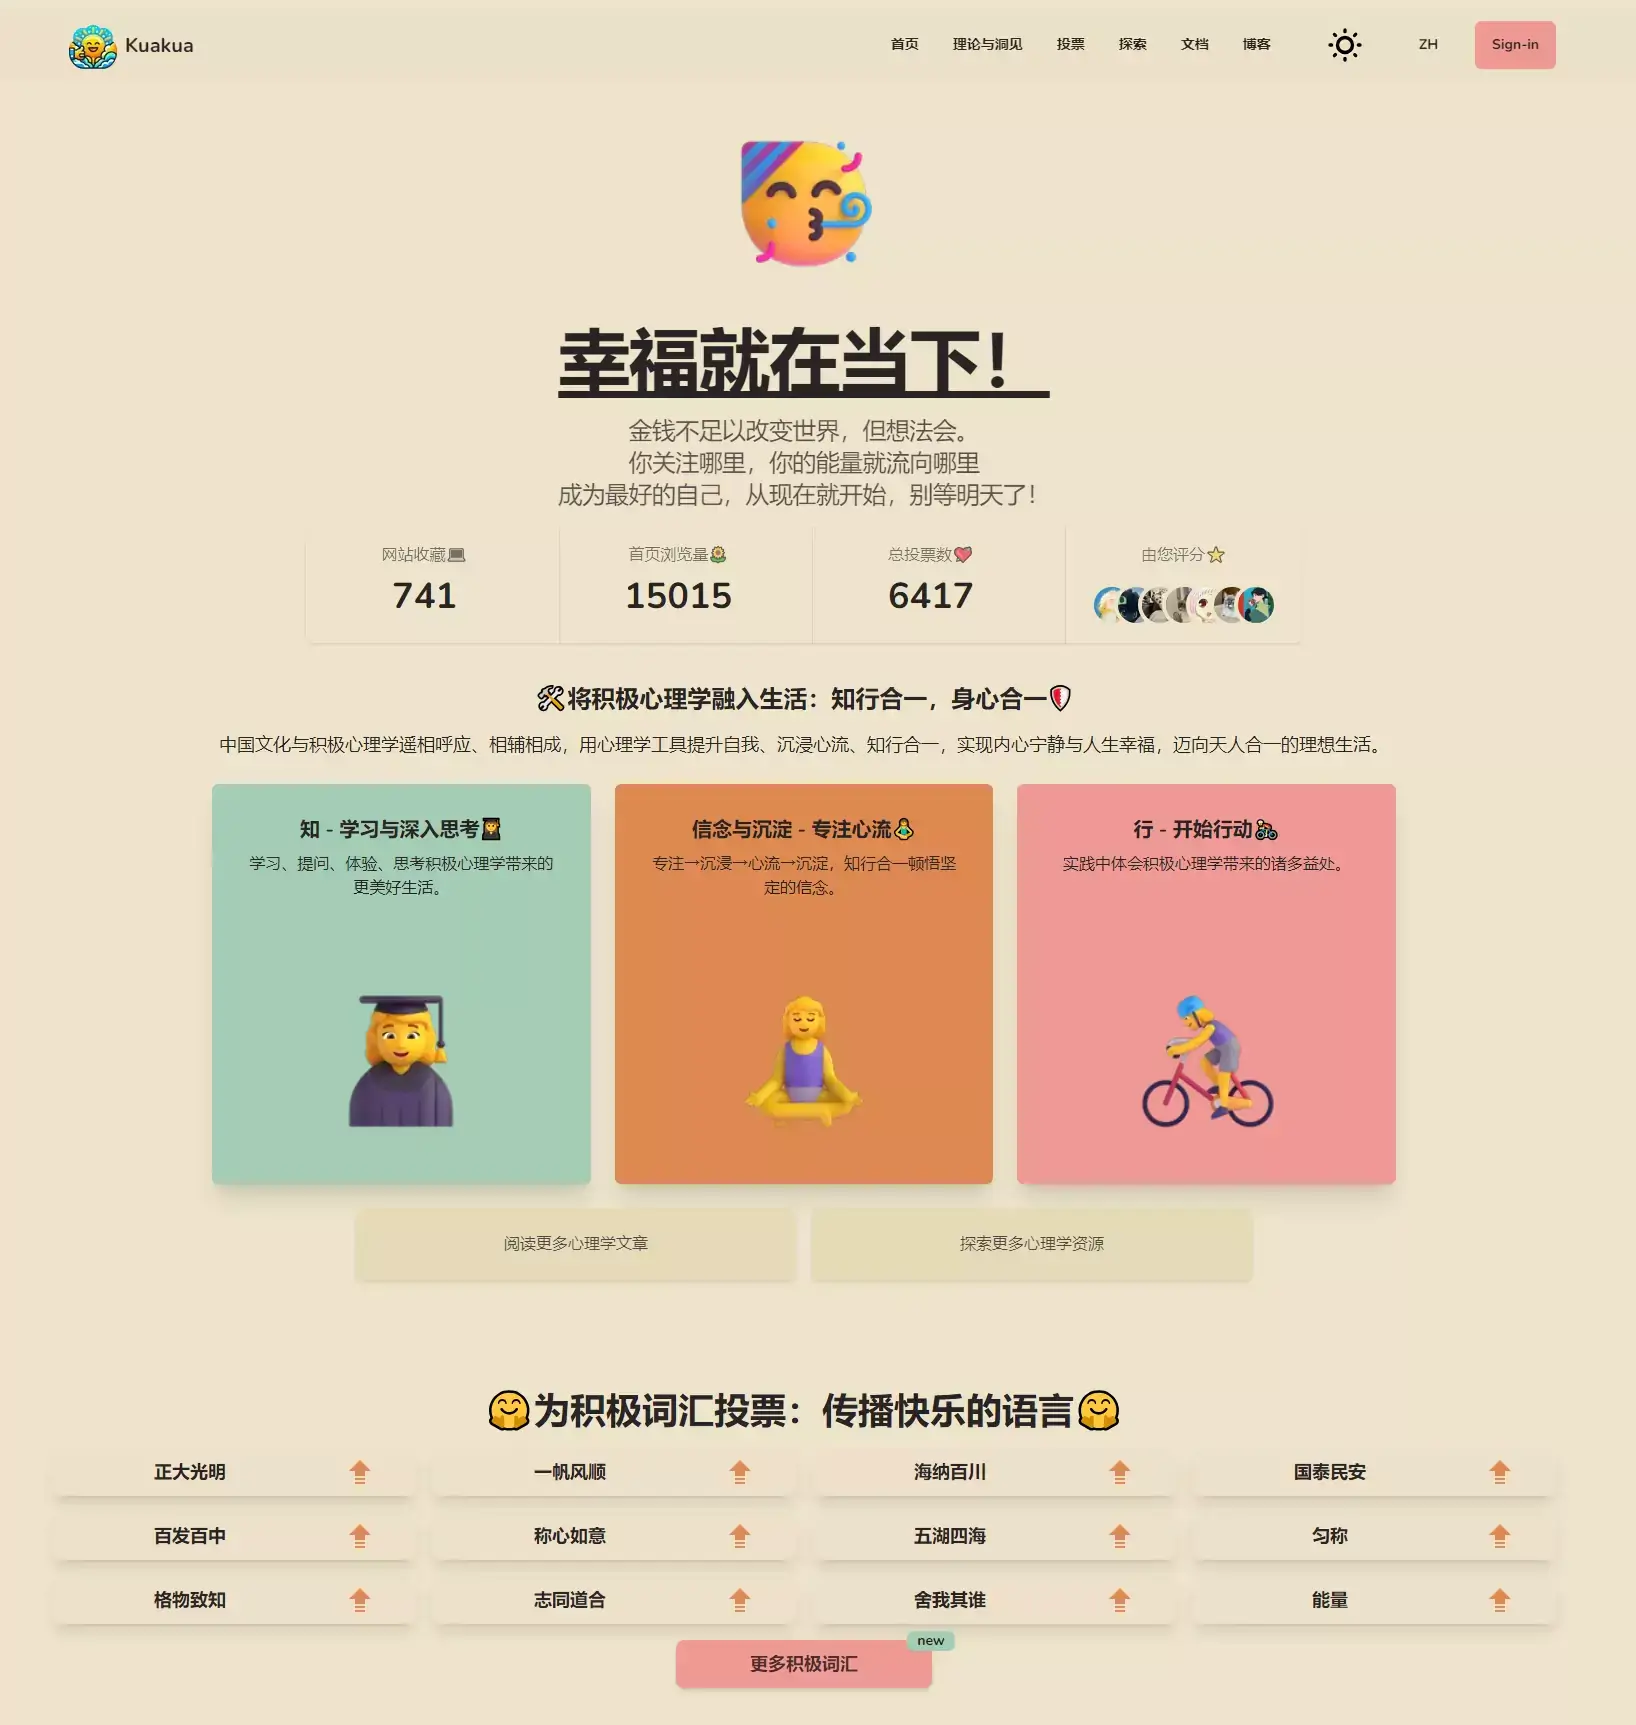 Kuakua
首页 理论与洞见 投票 探索 文档 博客 ZH Sign-in
幸福就在当下！
金钱不足以改变世界，但想法会。
你关注哪里，你的能量就流向哪里
成为最好的自己，从现在就开始，别等明天了！
网站收藏💻
741
首页浏览量🌻
15015
总投票数💖
6417
由您评分⭐
🛠将积极心理学融入生活：知行合一，身心合一🛡
中国文化与积极心理学遥相呼应、相辅相成，用心理学工具提升自我、沉浸心流、知行合一，实现内心宁静与人生幸福，迈向天人合一的理想生活。
知 - 学习与深入思考👩‍🎓
学习、提问、体验、思考积极心理学带来的
更美好生活。
信念与沉淀 - 专注心流🧘‍♀️
专注→沉浸→心流→沉淀，知行合一顿悟坚
定的信念。
行 - 开始行动🚴‍♀️
实践中体会积极心理学带来的诸多益处。
阅读更多心理学文章
探索更多心理学资源
🤗为积极词汇投票：传播快乐的语言🤗
正大光明 一帆风顺 海纳百川 国泰民安
百发百中 称心如意 五湖四海 匀称
格物致知 志同道合 舍我其谁 能量
new
更多积极词汇